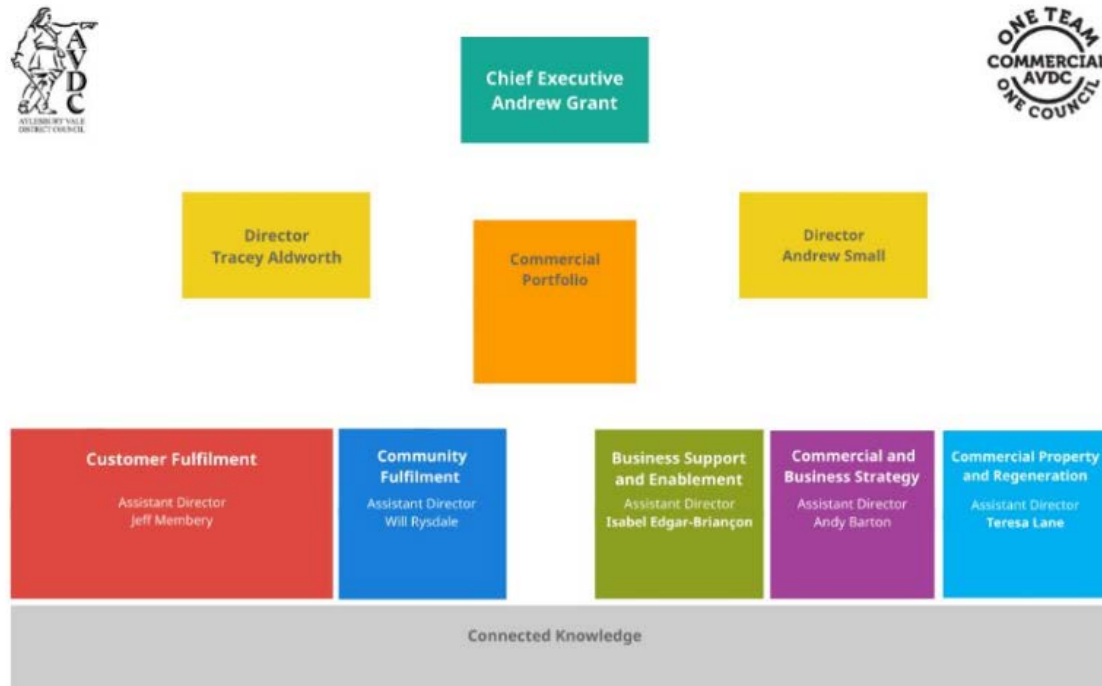 AVDC
AYLESBURY VALE
DISTRICT COUNCIL
ONE TEAM
COMMERCIAL
AVDC
ONE COUNCIL
Chief Executive
Andrew Grant
Director
Tracey Aldworth
Commercial
Portfolio
Director
Andrew Small
Customer Fulfilment
Assistant Director
Jeff Membery
Community
Fulfilment
Assistant Director
Will Rysdale
Business Support
and Enablement
Assistant Director
Isabel Edgar-Briançon
Commercial and
Business Strategy
Assistant Director
Andy Barton
Commercial Property
and Regeneration
Assistant Director
Teresa Lane
Connected Knowledge